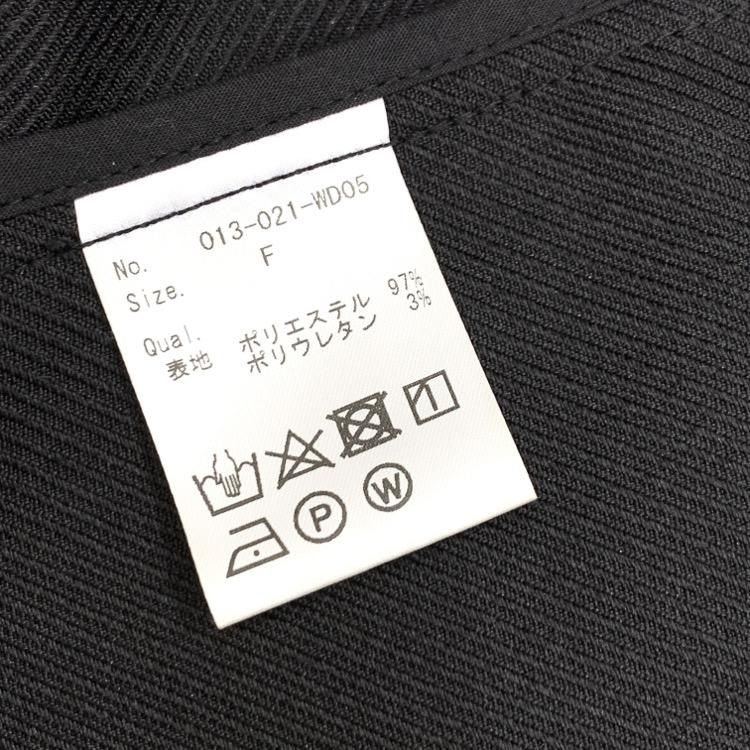 No. 013-021-WD05
Size. F
Qual.
表地 ポリエステル 97%
ポリウレタン 3%
P W